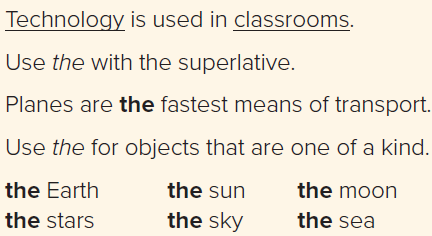 Technology is used in classrooms.
Use the with the superlative.
Planes are the fastest means of transport.
Use the for objects that are one of a kind.
the Earth the sun the moon
the stars the sky the sea